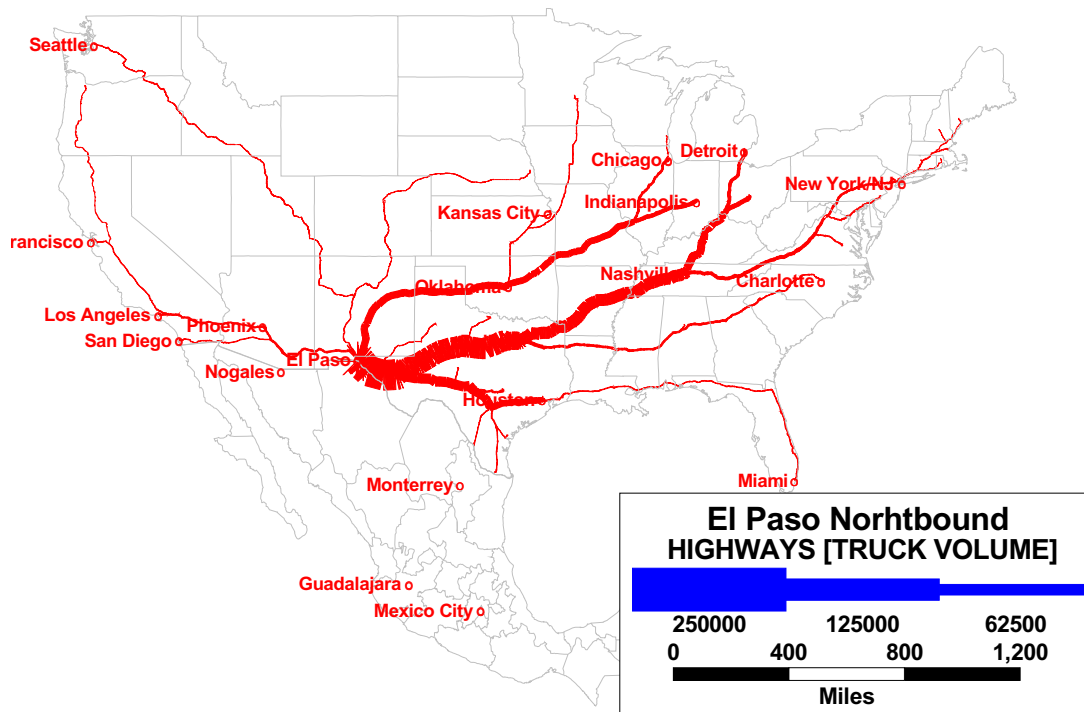 Seattle
Chicago
Detroit
New York/NJ
Kansas City
Indianapolis
rancisco
Nashvill
Oklahoma
Charlotte
Los Angeles
Phoenix
San Diego
El Paso
Nogales
Houston
Monterrey
Miami
Guadalajara
Mexico City
El Paso Norhtbound
HIGHWAYS [TRUCK VOLUME]
250000 125000 62500
0 400 800 1,200
Miles